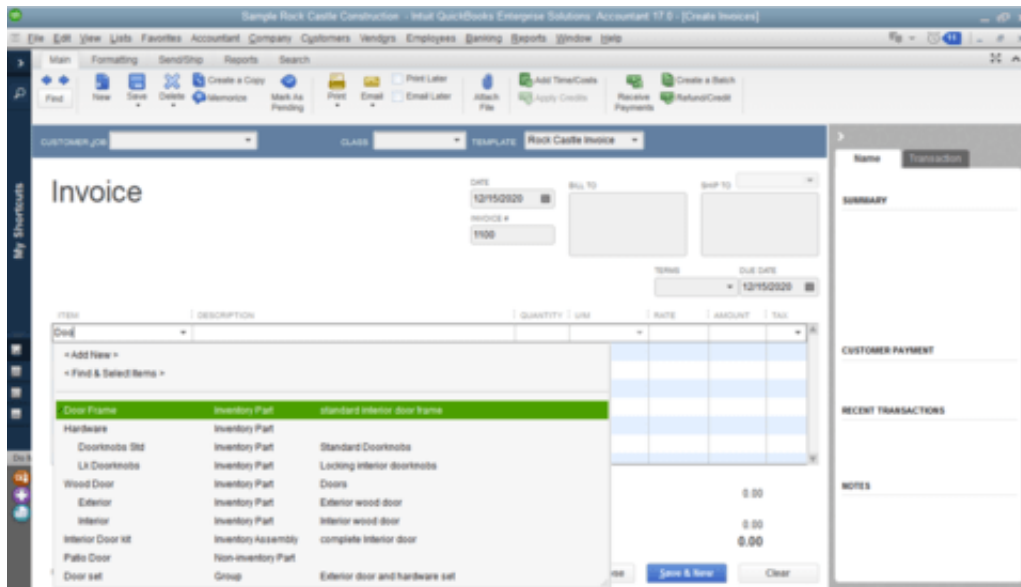 Sample Rock Castle Construction - Intuit QuickBooks Enterprise Solutions: Accountant 17.0 - [Create Invoices]
File Edit View Lists Favorites Accountant Company Customers Vendors Employees Banking Reports Window Help
Main Formatting Send/Ship Reports Search
Find New Save Delete Create a Copy Memorize Mark As Pending Print Email Print Later Email Later Attach File Add Time/Costs Apply Credits Receive Payments Create a Batch Refund/Credit
CUSTOMER:JOB CLASS TEMPLATE Rock Castle Invoice
Name Transaction
My Shortcuts
Invoice
DATE BILL TO SHIP TO
12/15/2020
INVOICE #
1100
SUMMARY
TERMS DUE DATE
12/15/2020
ITEM DESCRIPTION QUANTITY U/M RATE AMOUNT TAX
Doo
< Add New >
< Find & Select Items >
CUSTOMER PAYMENT
Door Frame Inventory Part standard interior door frame
RECENT TRANSACTIONS
Hardware Inventory Part
Doorknobs Std Inventory Part Standard Doorknobs
Lk Doorknobs Inventory Part Locking interior doorknobs
Wood Door Inventory Part Doors
NOTES
Exterior Inventory Part Exterior wood door
0.00
Interior Inventory Part Interior wood door
0.00
Interior Door kit Inventory Assembly complete Interior door
0.00
Patio Door Non-inventory Part
Door set Group Exterior door and hardware set
Save & New Clear